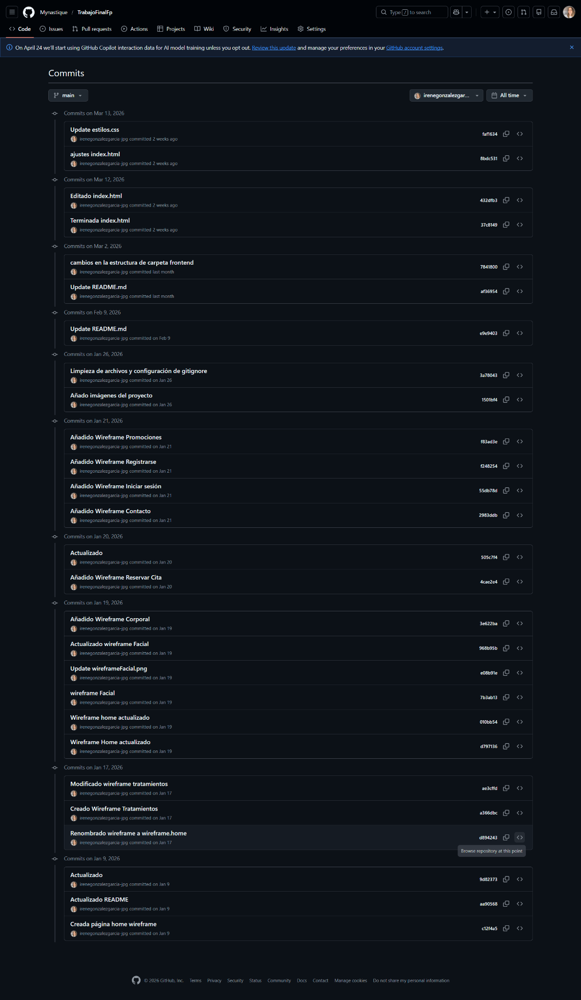 Mynastique / TrabajoFinalFp
Type / to search
Code
Issues
Pull requests
Actions
Projects
Wiki
Security
Insights
Settings
On April 24 we'll start using GitHub Copilot interaction data for AI model training unless you opt out. Review this update and manage your preferences in your GitHub account settings.
Commits
main
irenegonzalezgar...
All time
Commits on Mar 13, 2026
Update estilos.css
faf1634
irenegonzalezgarcia-jpg committed 2 weeks ago
ajustes index.html
8bdc531
irenegonzalezgarcia-jpg committed 2 weeks ago
Commits on Mar 12, 2026
Editado index.html
432dfb3
irenegonzalezgarcia-jpg committed 2 weeks ago
Terminada index.html
37c8149
irenegonzalezgarcia-jpg committed 2 weeks ago
Commits on Mar 2, 2026
cambios en la estructura de carpeta frontend
7841800
irenegonzalezgarcia-jpg committed last month
Update README.md
af36954
irenegonzalezgarcia-jpg committed last month
Commits on Feb 9, 2026
Update README.md
e9e9403
irenegonzalezgarcia-jpg committed on Feb 9
Commits on Jan 26, 2026
Limpieza de archivos y configuración de gitignore
3a78043
irenegonzalezgarcia-jpg committed on Jan 26
Añado imágenes del proyecto
1501bf4
irenegonzalezgarcia-jpg committed on Jan 26
Commits on Jan 21, 2026
Añadido Wireframe Promociones
f83ad3e
irenegonzalezgarcia-jpg committed on Jan 21
Añadido Wireframe Registrarse
f248254
irenegonzalezgarcia-jpg committed on Jan 21
Añadido Wireframe Iniciar sesión
55db78d
irenegonzalezgarcia-jpg committed on Jan 21
Añadido Wireframe Contacto
2983ddb
irenegonzalezgarcia-jpg committed on Jan 21
Commits on Jan 20, 2026
Actualizado
505c7f4
irenegonzalezgarcia-jpg committed on Jan 20
Añadido Wireframe Reservar Cita
4cae2e4
irenegonzalezgarcia-jpg committed on Jan 20
Commits on Jan 19, 2026
Añadido Wireframe Corporal
3e622ba
irenegonzalezgarcia-jpg committed on Jan 19
Actualizado wireframe Facial
968b95b
irenegonzalezgarcia-jpg committed on Jan 19
Update wireframeFacial.png
e08b91e
irenegonzalezgarcia-jpg committed on Jan 19
wireframe Facial
7b3ab13
irenegonzalezgarcia-jpg committed on Jan 19
Wireframe home actualizado
010bb54
irenegonzalezgarcia-jpg committed on Jan 19
Wireframe Home actualizado
d797136
irenegonzalezgarcia-jpg committed on Jan 19
Commits on Jan 17, 2026
Modificado wireframe tratamientos
ae3cffd
irenegonzalezgarcia-jpg committed on Jan 17
Creado Wireframe Tratamientos
a366dbc
irenegonzalezgarcia-jpg committed on Jan 17
Renombrado wireframe a wireframe.home
d894243
irenegonzalezgarcia-jpg committed on Jan 17
Browse repository at this point
Commits on Jan 9, 2026
Actualizado
9d82373
irenegonzalezgarcia-jpg committed on Jan 9
Actualizado README
aa90568
irenegonzalezgarcia-jpg committed on Jan 9
Creada página home wireframe
c12f4a5
irenegonzalezgarcia-jpg committed on Jan 9
© 2026 GitHub, Inc. Terms Privacy Security Status Community Docs Contact Manage cookies Do not share my personal information